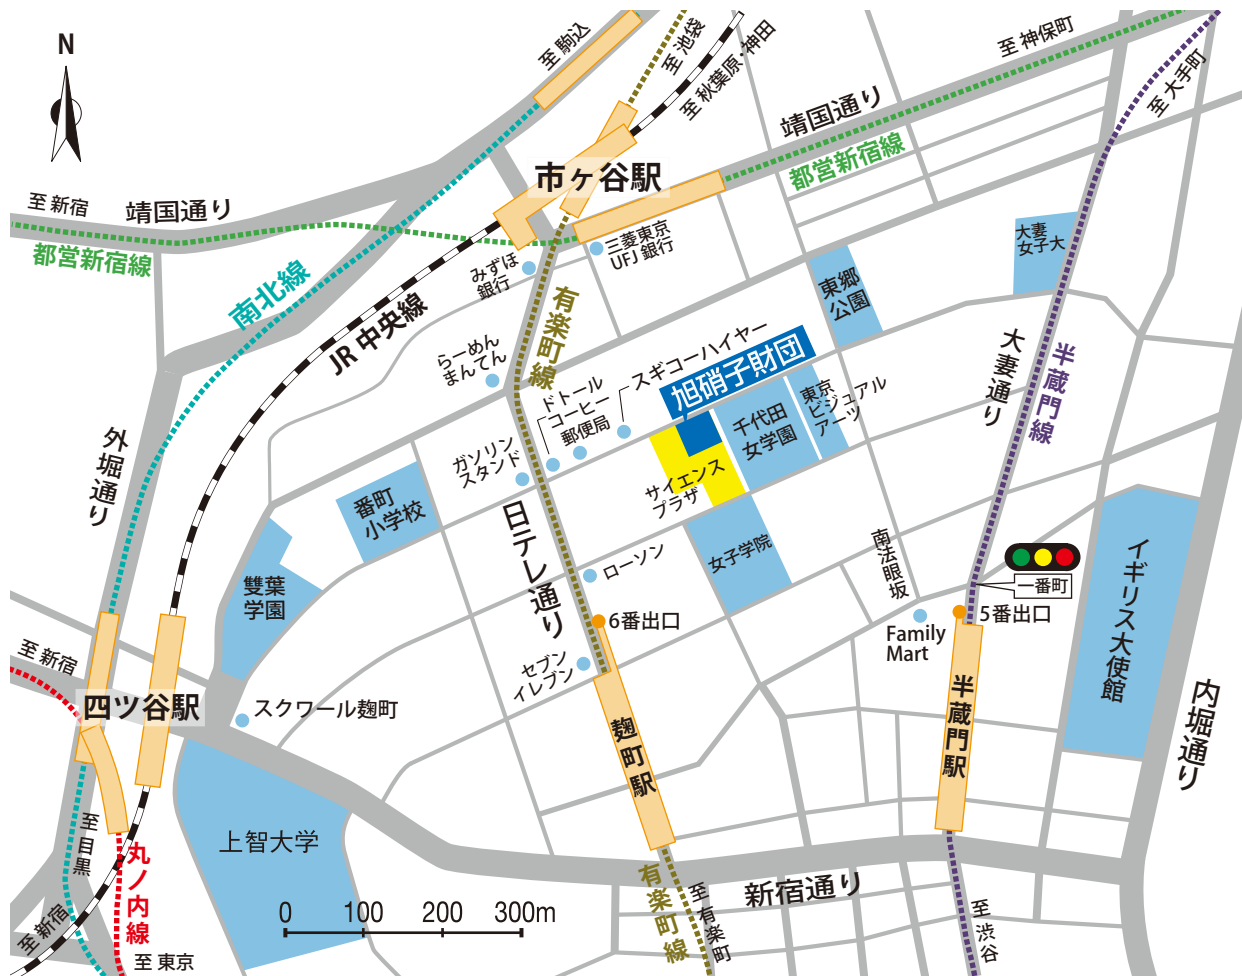 N
至 駒込
至 池袋
至 秋葉原・神田
至 神保町
至 大手町
靖国通り
都営新宿線
市ヶ谷駅
至 新宿
靖国通り
都営新宿線
南北線
JR 中央線
みずほ
銀行
三菱東京
UFJ 銀行
有楽町線
大妻
女子大
東郷
公園
らーめん
まんてん
スギコーハイヤー
ドトール
コーヒー
郵便局
旭硝子財団
千代田
女学園
東京
ビジュアル
アーツ
大妻通り
半蔵門線
外堀通り
ガソリン
スタンド
サイエンス
プラザ
番町
小学校
日テレ通り
女子学院
南法眼坂
イギリス大使館
一番町
雙葉
学園
ローソン
6番出口
5番出口
Family
Mart
セブン
イレブン
至 新宿
四ツ谷駅
スクワール麹町
麹町駅
半蔵門駅
内堀通り
上智大学
至 目黒
丸ノ内線
新宿通り
有楽町線
至 有楽町
至 渋谷
0
100
200
300m
至 新宿
至 東京